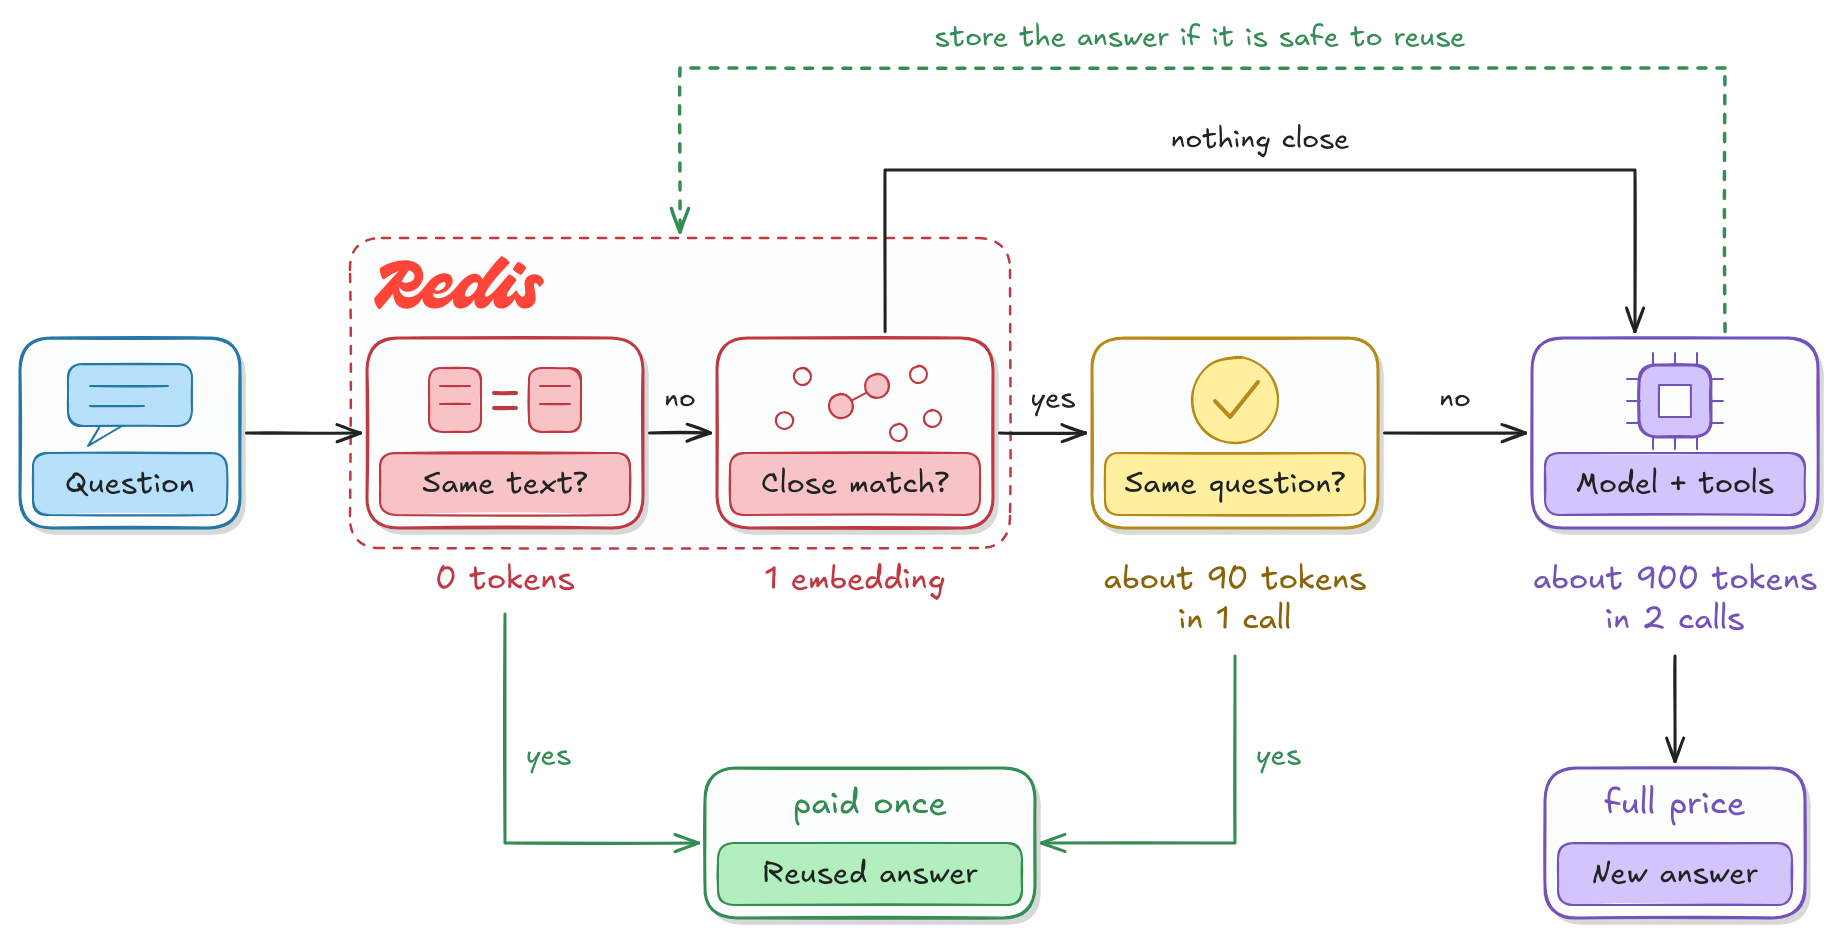 store the answer if it is safe to reuse
nothing close
Redis
Question
Same text?
no
Close match?
yes
Same question?
no
Model + tools
0 tokens
1 embedding
about 90 tokens
in 1 call
about 900 tokens
in 2 calls
yes
yes
paid once
Reused answer
full price
New answer